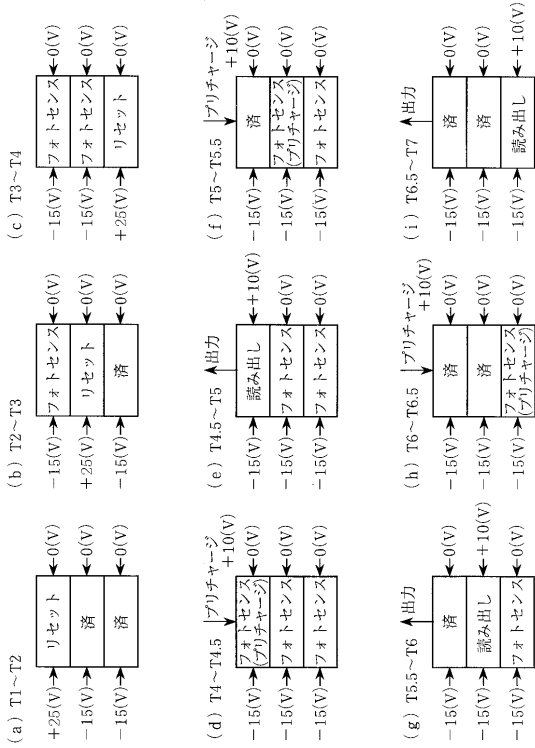 (a) T1~T2
+25(V)→リセット←0(V)
-15(V)→済←0(V)
-15(V)→済←0(V)
(b) T2~T3
-15(V)→フォトセンス←0(V)
+25(V)→リセット←0(V)
-15(V)→済←0(V)
(c) T3~T4
-15(V)→フォトセンス←0(V)
-15(V)→フォトセンス←0(V)
+25(V)→リセット←0(V)
(d) T4~T4.5
プリチャージ
+10(V)
-15(V)→フォトセンス←0(V)
(プリチャージ)
-15(V)→フォトセンス←0(V)
-15(V)→フォトセンス←0(V)
(e) T4.5~T5
出力
-15(V)→読み出し←+10(V)
-15(V)→フォトセンス←0(V)
-15(V)→フォトセンス←0(V)
(f) T5~T5.5
プリチャージ
+10(V)
-15(V)→済←0(V)
-15(V)→フォトセンス←0(V)
(プリチャージ)
-15(V)→フォトセンス←0(V)
(g) T5.5~T6
出力
-15(V)→済←0(V)
-15(V)→読み出し←+10(V)
-15(V)→フォトセンス←0(V)
(h) T6~T6.5
プリチャージ
+10(V)
-15(V)→済←0(V)
-15(V)→済←0(V)
-15(V)→フォトセンス←0(V)
(プリチャージ)
(i) T6.5~T7
出力
-15(V)→済←0(V)
-15(V)→済←0(V)
-15(V)→読み出し←+10(V)